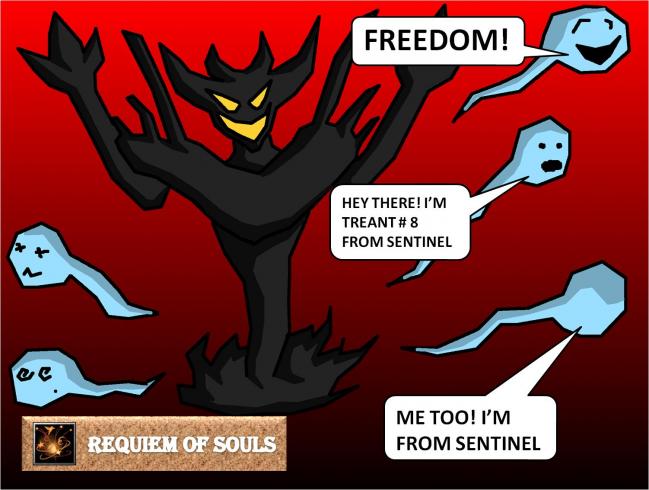 FREEDOM!
HEY THERE! I'M
TREANT # 8
FROM SENTINEL
ME TOO! I'M
FROM SENTINEL
REQUIEM OF SOULS